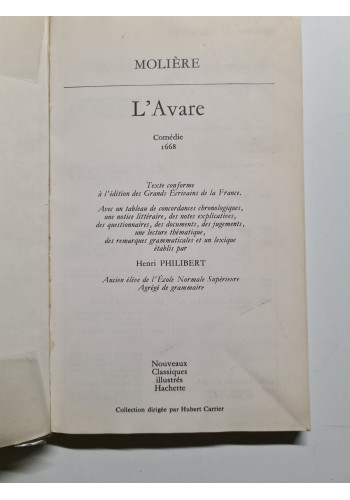 MOLIÈRE
L'Avare
Comédie
1668
Texte conforme
à l'édition des Grands Écrivains de la France.
Avec un tableau de concordances chronologiques,
une notice littéraire, des notes explicatives,
des questionnaires, des documents, des jugements,
une lecture thématique,
des remarques grammaticales et un lexique
établis par
Henri PHILIBERT
Ancien élève de l'École Normale Supérieure
Agrégé de grammaire
Nouveaux
Classiques
illustrés
Hachette
Collection dirigée par Hubert Carrier